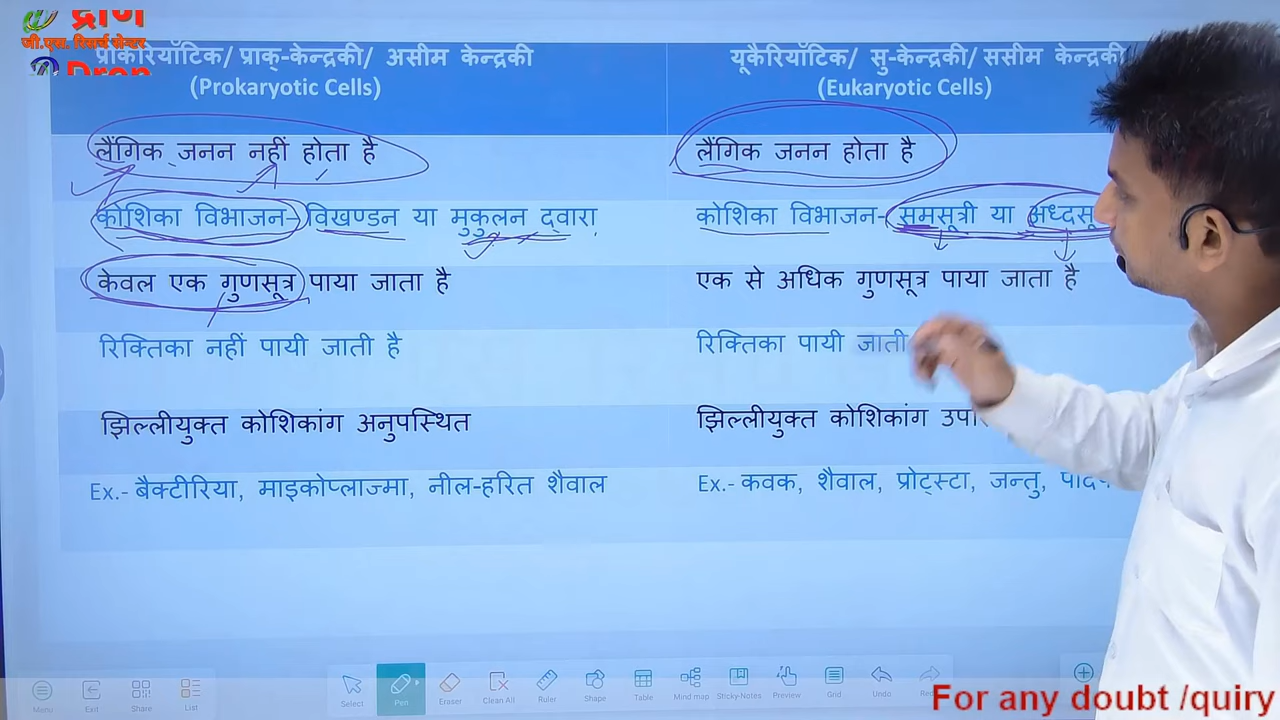 द्रोण
जी.एस. रिसर्च सेन्टर
Dron
प्रोकैरियॉटिक/ प्राक्-केन्द्रकी/ असीम केन्द्रकी
(Prokaryotic Cells)
यूकैरियॉटिक/ सु-केन्द्रकी/ ससीम केन्द्रकी
(Eukaryotic Cells)
लैंगिक जनन नहीं होता है
लैंगिक जनन होता है
कोशिका विभाजन- विखण्डन या मुकुलन द्वारा
कोशिका विभाजन- समसूत्री या
केवल एक गुणसूत्र पाया जाता है
एक से अधिक गुणसूत्र पाया जाता है
रिक्तिका नहीं पायी जाती है
रिक्तिका पायी जाती
झिल्लीयुक्त कोशिकांग अनुपस्थित
झिल्लीयुक्त कोशिकांग
Ex.- बैक्टीरिया, माइकोप्लाज्मा, नील-हरित शैवाल
Ex.- कवक, शैवाल, प्रोट्स्टा, जन्तु,
Menu Exit Share List Select Pen Eraser Clean All Ruler Shape Table Mind map Sticky-Notes Preview Grid Undo
For any doubt /quiry